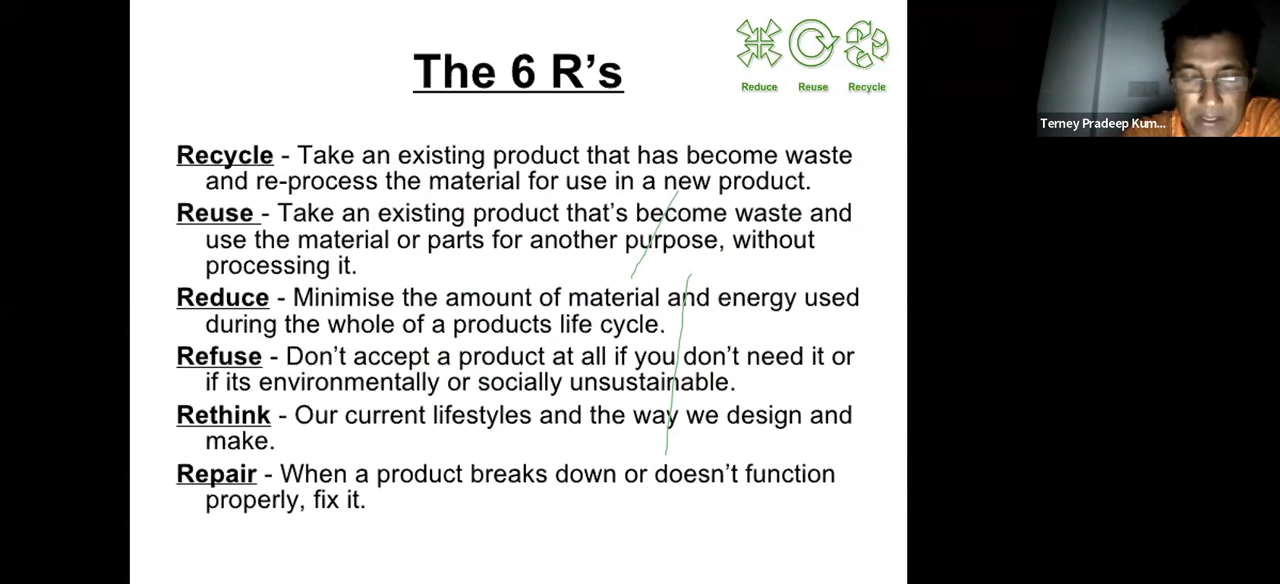 The 6 R’s
Reduce Reuse Recycle
Terney Pradeep Kum...
Recycle - Take an existing product that has become waste
and re-process the material for use in a new product.
Reuse - Take an existing product that’s become waste and
use the material or parts for another purpose, without
processing it.
Reduce - Minimise the amount of material and energy used
during the whole of a products life cycle.
Refuse - Don’t accept a product at all if you don’t need it or
if its environmentally or socially unsustainable.
Rethink - Our current lifestyles and the way we design and
make.
Repair - When a product breaks down or doesn’t function
properly, fix it.